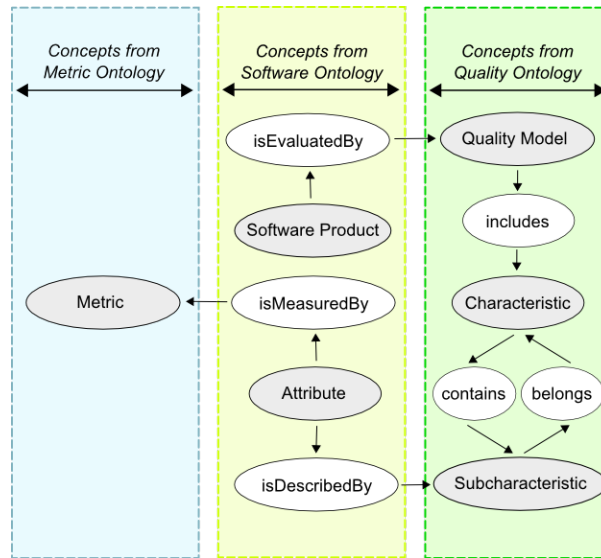 Concepts from
Metric Ontology
Concepts from
Software Ontology
Concepts from
Quality Ontology
isEvaluatedBy
Quality Model
Software Product
includes
Metric
isMeasuredBy
Characteristic
Attribute
contains
belongs
isDescribedBy
Subcharacteristic